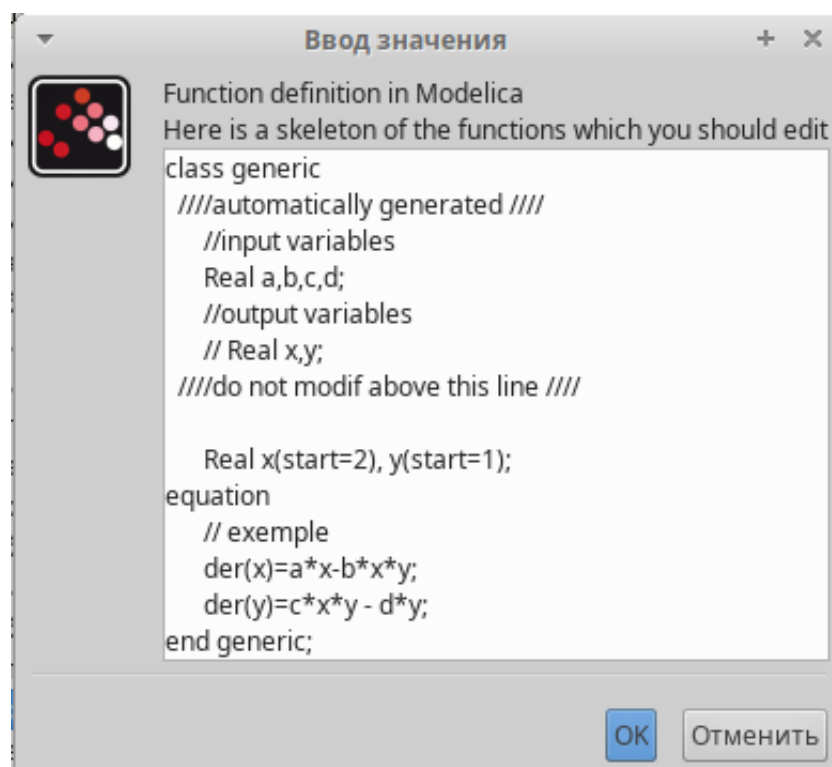 Ввод значения
Function definition in Modelica
Here is a skeleton of the functions which you should edit
class generic
////automatically generated ////
//input variables
Real a,b,c,d;
//output variables
// Real x,y;
////do not modif above this line ////
Real x(start=2), y(start=1);
equation
// exemple
der(x)=a*x-b*x*y;
der(y)=c*x*y - d*y;
end generic;
OK
Отменить